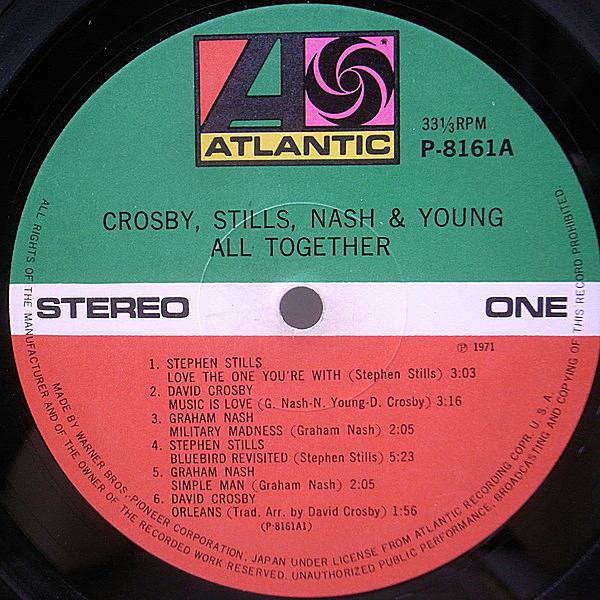 ATLANTIC
33⅓RPM
P-8161A
CROSBY, STILLS, NASH & YOUNG
ALL TOGETHER
STEREO
ONE
℗ 1971
1. STEPHEN STILLS
LOVE THE ONE YOU'RE WITH (Stephen Stills) 3:03
2. DAVID CROSBY
MUSIC IS LOVE (G. Nash-N. Young-D. Crosby) 3:16
3. GRAHAM NASH
MILITARY MADNESS (Graham Nash) 2:05
4. STEPHEN STILLS
BLUEBIRD REVISITED (Stephen Stills) 5:23
5. GRAHAM NASH
SIMPLE MAN (Graham Nash) 2:05
6. DAVID CROSBY
ORLEANS (Trad. Arr. by David Crosby) 1:56
(P-8161A1)
MADE BY WARNER BROS.-PIONEER CORPORATION, JAPAN UNDER LICENSE FROM ATLANTIC RECORDING COPR. U. S. A.
ALL RIGHTS OF THE MANUFACTURER AND OF THE OWNER OF THE RECORDED WORK RESERVED. UNAUTHORIZED PUBLIC PERFORMANCE, BROADCASTING AND COPYING OF THIS RECORD PROHIBITED